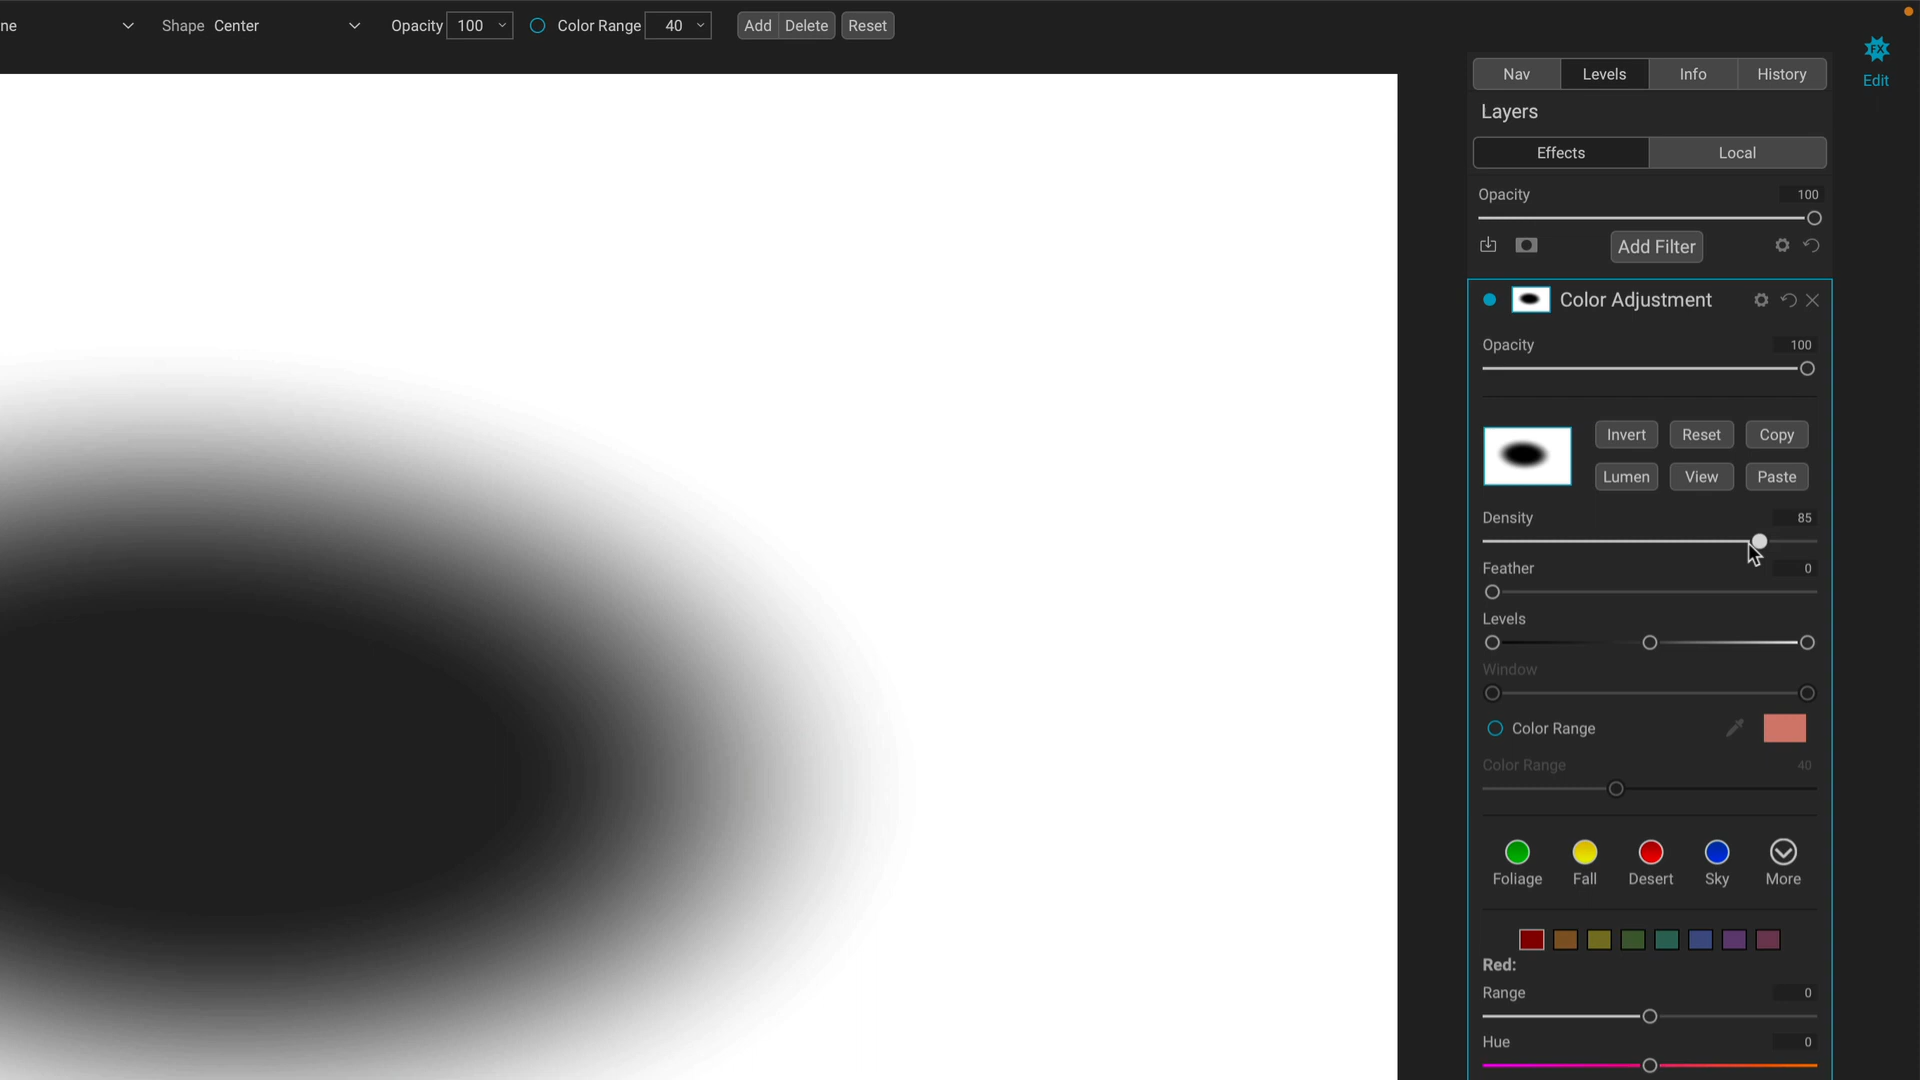 ne Shape Center Opacity 100 Color Range 40 Add Delete Reset
FX
Edit
Nav Levels Info History
Layers
Effects Local
Opacity 100
Add Filter
Color Adjustment
Opacity 100
Invert Reset Copy
Lumen View Paste
Density 85
Feather 0
Levels
Window
Color Range
Color Range 40
Foliage Fall Desert Sky More
Red:
Range 0
Hue 0